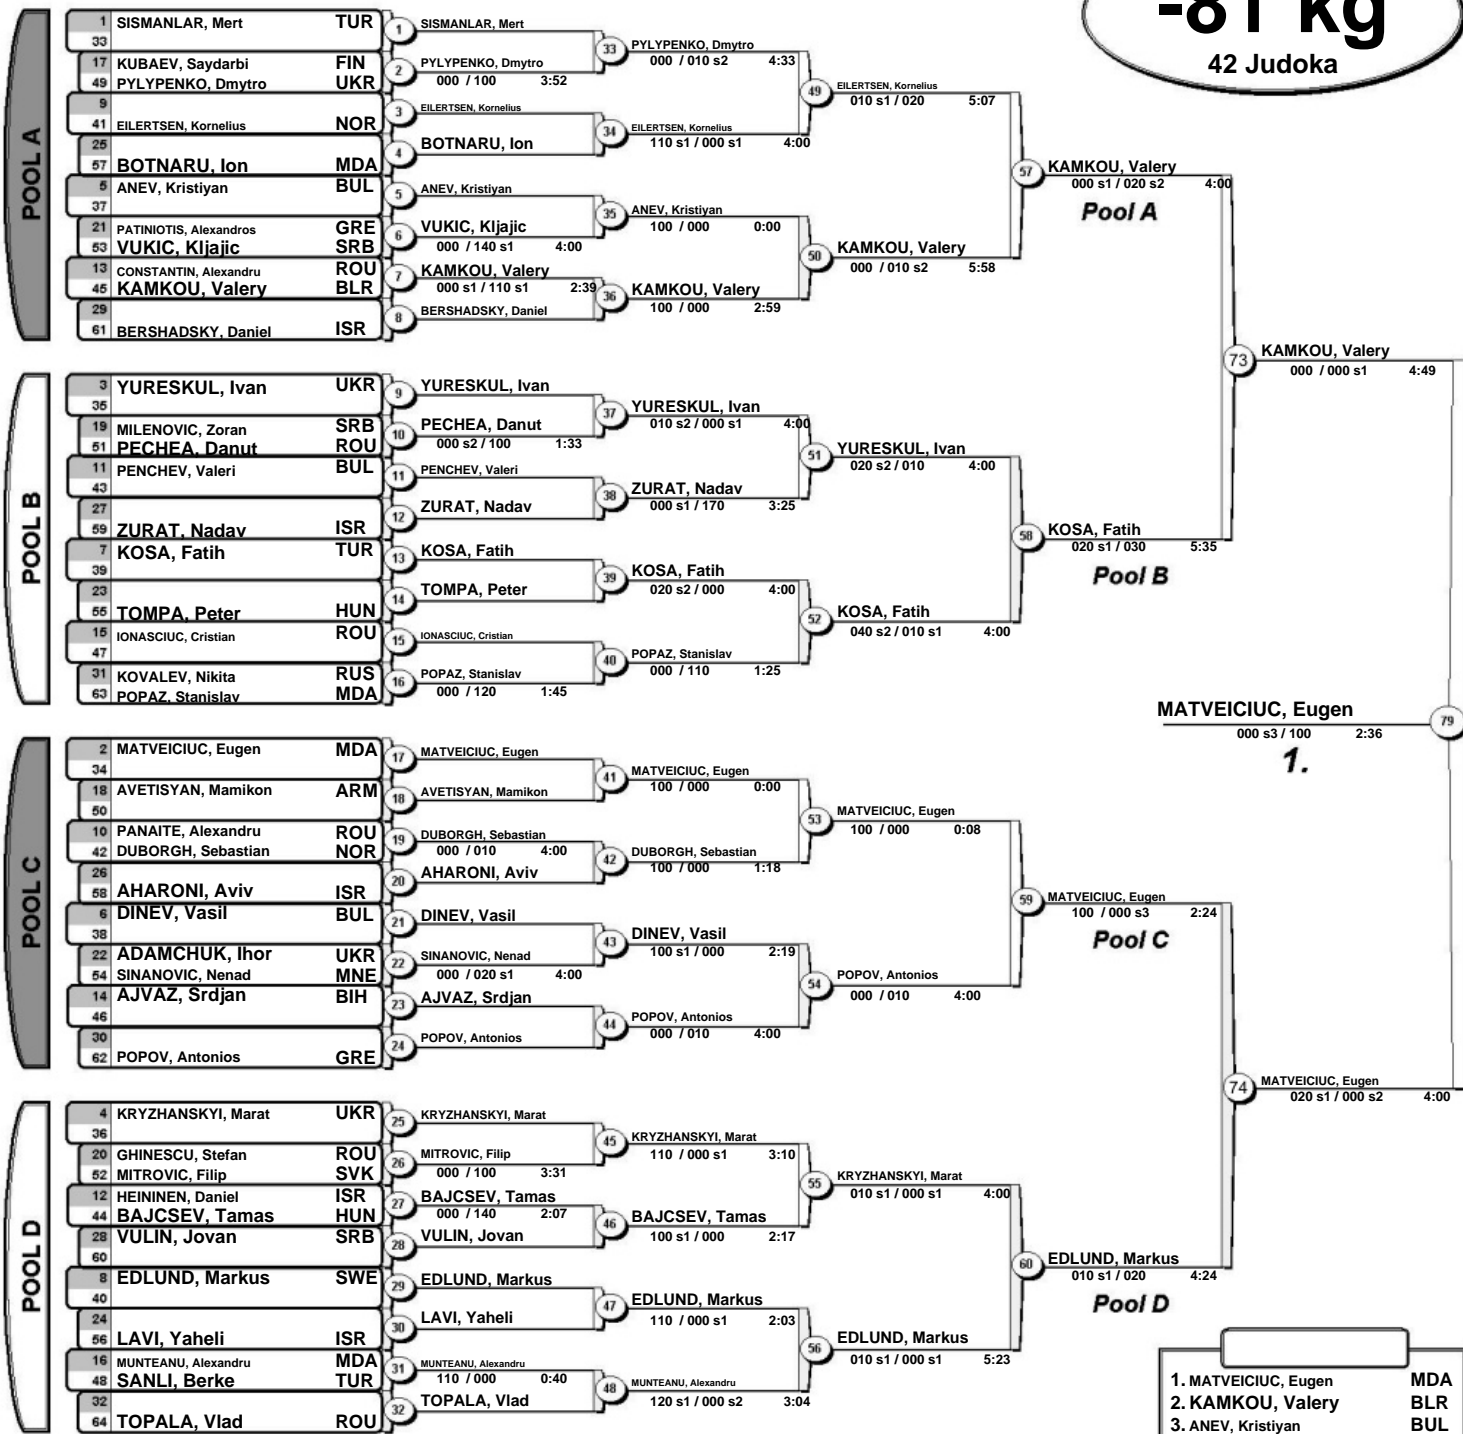 -81 kg
42 Judoka
POOL A
1 SISMANLAR, Mert TUR
33
17 KUBAEV, Saydarbi FIN
49 PYLYPENKO, Dmytro UKR
9
41 EILERTSEN, Kornelius NOR
25
57 BOTNARU, Ion MDA
5 ANEV, Kristiyan BUL
37
21 PATINIOTIS, Alexandros GRE
53 VUKIC, Kljajic SRB
13 CONSTANTIN, Alexandru ROU
45 KAMKOU, Valery BLR
29
61 BERSHADSKY, Daniel ISR
1 SISMANLAR, Mert
2 PYLYPENKO, Dmytro
000 / 100 3:52
3 EILERTSEN, Kornelius
4 BOTNARU, Ion
5 ANEV, Kristiyan
6 VUKIC, Kljajic
000 / 140 s1 4:00
7 KAMKOU, Valery
000 s1 / 110 s1 2:39
8 BERSHADSKY, Daniel
33 PYLYPENKO, Dmytro
000 / 010 s2 4:33
34 EILERTSEN, Kornelius
110 s1 / 000 s1 4:00
35 ANEV, Kristiyan
100 / 000 0:00
36 KAMKOU, Valery
100 / 000 2:59
49 EILERTSEN, Kornelius
010 s1 / 020 5:07
50 KAMKOU, Valery
000 / 010 s2 5:58
57 KAMKOU, Valery
000 s1 / 020 s2 4:00
Pool A
POOL B
3 YURESKUL, Ivan UKR
35
19 MILENOVIC, Zoran SRB
51 PECHEA, Danut ROU
11 PENCHEV, Valeri BUL
43
27
59 ZURAT, Nadav ISR
7 KOSA, Fatih TUR
39
23
55 TOMPA, Peter HUN
15 IONASCIUC, Cristian ROU
47
31 KOVALEV, Nikita RUS
63 POPAZ, Stanislav MDA
9 YURESKUL, Ivan
10 PECHEA, Danut
000 s2 / 100 1:33
11 PENCHEV, Valeri
12 ZURAT, Nadav
13 KOSA, Fatih
14 TOMPA, Peter
15 IONASCIUC, Cristian
16 POPAZ, Stanislav
000 / 120 1:45
37 YURESKUL, Ivan
010 s2 / 000 s1 4:00
38 ZURAT, Nadav
000 s1 / 170 3:25
39 KOSA, Fatih
020 s2 / 000 4:00
40 POPAZ, Stanislav
000 / 110 1:25
51 YURESKUL, Ivan
020 s2 / 010 4:00
52 KOSA, Fatih
040 s2 / 010 s1 4:00
58 KOSA, Fatih
020 s1 / 030 5:35
Pool B
73 KAMKOU, Valery
000 / 000 s1 4:49
MATVEICIUC, Eugen 79
000 s3 / 100 2:36
1.
POOL C
2 MATVEICIUC, Eugen MDA
34
18 AVETISYAN, Mamikon ARM
50
10 PANAITE, Alexandru ROU
42 DUBORGH, Sebastian NOR
26
58 AHARONI, Aviv ISR
6 DINEV, Vasil BUL
38
22 ADAMCHUK, Ihor UKR
54 SINANOVIC, Nenad MNE
14 AJVAZ, Srdjan BIH
46
30
62 POPOV, Antonios GRE
17 MATVEICIUC, Eugen
18 AVETISYAN, Mamikon
19 DUBORGH, Sebastian
000 / 010 4:00
20 AHARONI, Aviv
21 DINEV, Vasil
22 SINANOVIC, Nenad
000 / 020 s1 4:00
23 AJVAZ, Srdjan
24 POPOV, Antonios
41 MATVEICIUC, Eugen
100 / 000 0:00
42 DUBORGH, Sebastian
100 / 000 1:18
43 DINEV, Vasil
100 s1 / 000 2:19
44 POPOV, Antonios
000 / 010 4:00
53 MATVEICIUC, Eugen
100 / 000 0:08
54 POPOV, Antonios
000 / 010 4:00
59 MATVEICIUC, Eugen
100 / 000 s3 2:24
Pool C
POOL D
4 KRYZHANSKYI, Marat UKR
36
20 GHINESCU, Stefan ROU
52 MITROVIC, Filip SVK
12 HEININEN, Daniel ISR
44 BAJCSEV, Tamas HUN
28 VULIN, Jovan SRB
60
8 EDLUND, Markus SWE
40
24
56 LAVI, Yaheli ISR
16 MUNTEANU, Alexandru MDA
48 SANLI, Berke TUR
32
64 TOPALA, Vlad ROU
25 KRYZHANSKYI, Marat
26 MITROVIC, Filip
000 / 100 3:31
27 BAJCSEV, Tamas
000 / 140 2:07
28 VULIN, Jovan
29 EDLUND, Markus
30 LAVI, Yaheli
31 MUNTEANU, Alexandru
110 / 000 0:40
32 TOPALA, Vlad
45 KRYZHANSKYI, Marat
110 / 000 s1 3:10
46 BAJCSEV, Tamas
100 s1 / 000 2:17
47 EDLUND, Markus
110 / 000 s1 2:03
48 MUNTEANU, Alexandru
120 s1 / 000 s2 3:04
55 KRYZHANSKYI, Marat
010 s1 / 000 s1 4:00
56 EDLUND, Markus
010 s1 / 000 s1 5:23
60 EDLUND, Markus
010 s1 / 020 4:24
Pool D
74 MATVEICIUC, Eugen
020 s1 / 000 s2 4:00
1. MATVEICIUC, Eugen MDA
2. KAMKOU, Valery BLR
3. ANEV, Kristiyan BUL